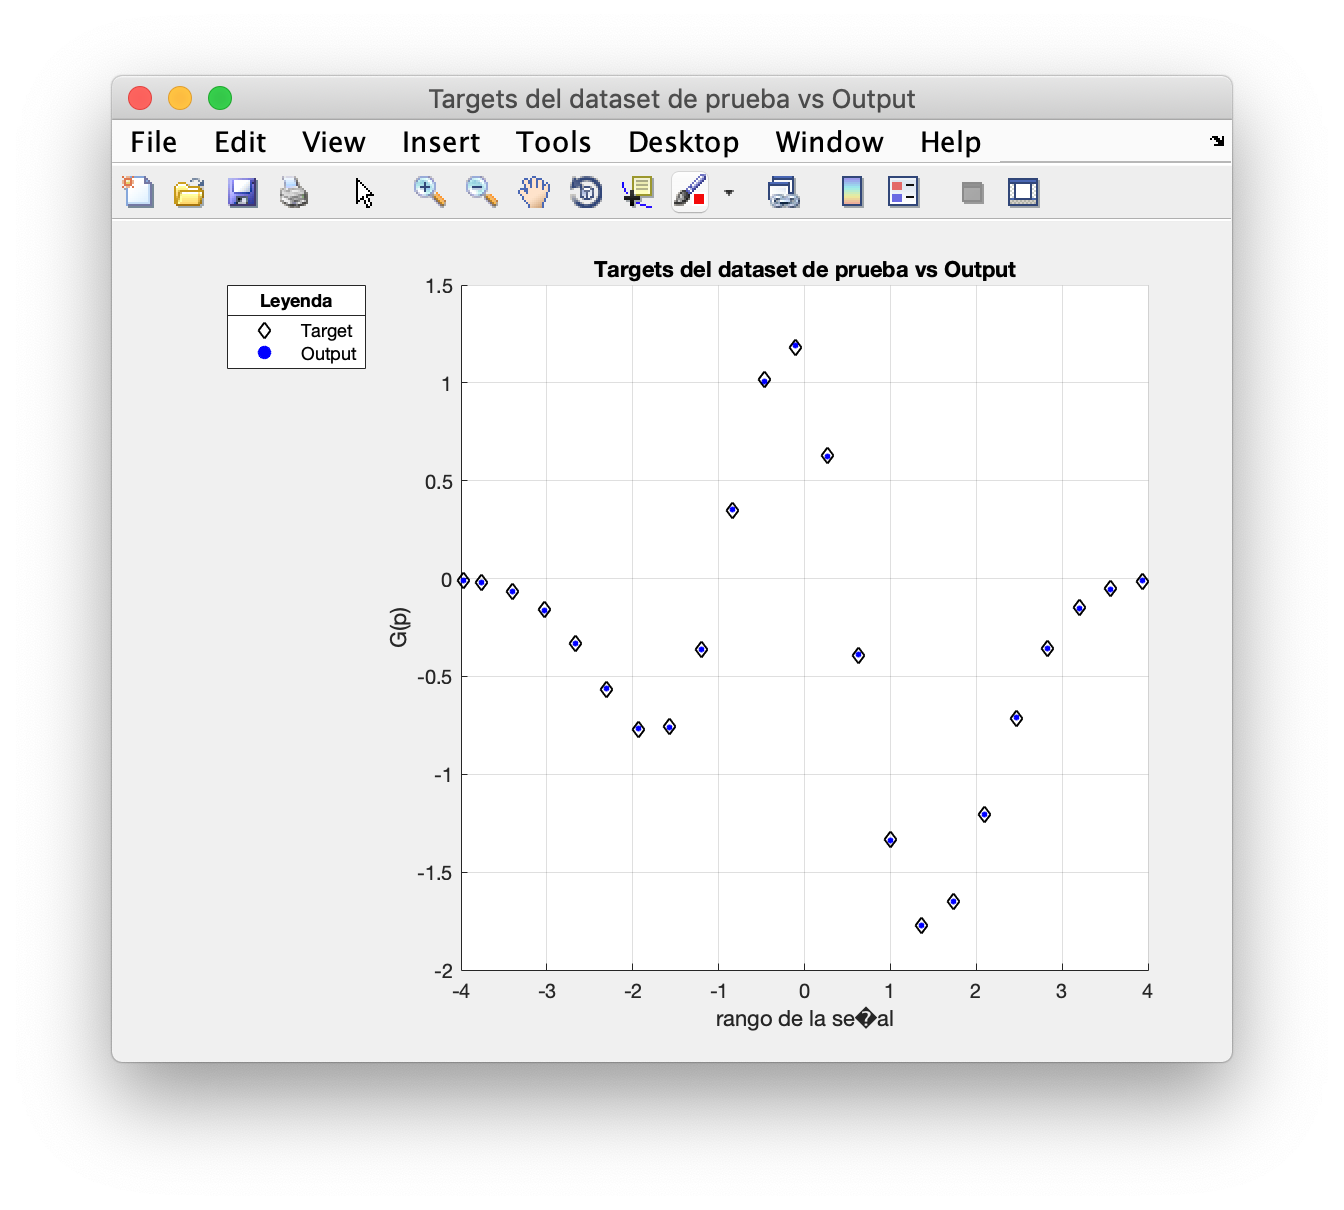 Targets del dataset de prueba vs Output
File Edit View Insert Tools Desktop Window Help
Targets del dataset de prueba vs Output
Leyenda
Target
Output
1.5
1
0.5
0
-0.5
-1
-1.5
-2
G(p)
-4 -3 -2 -1 0 1 2 3 4
rango de la se�al